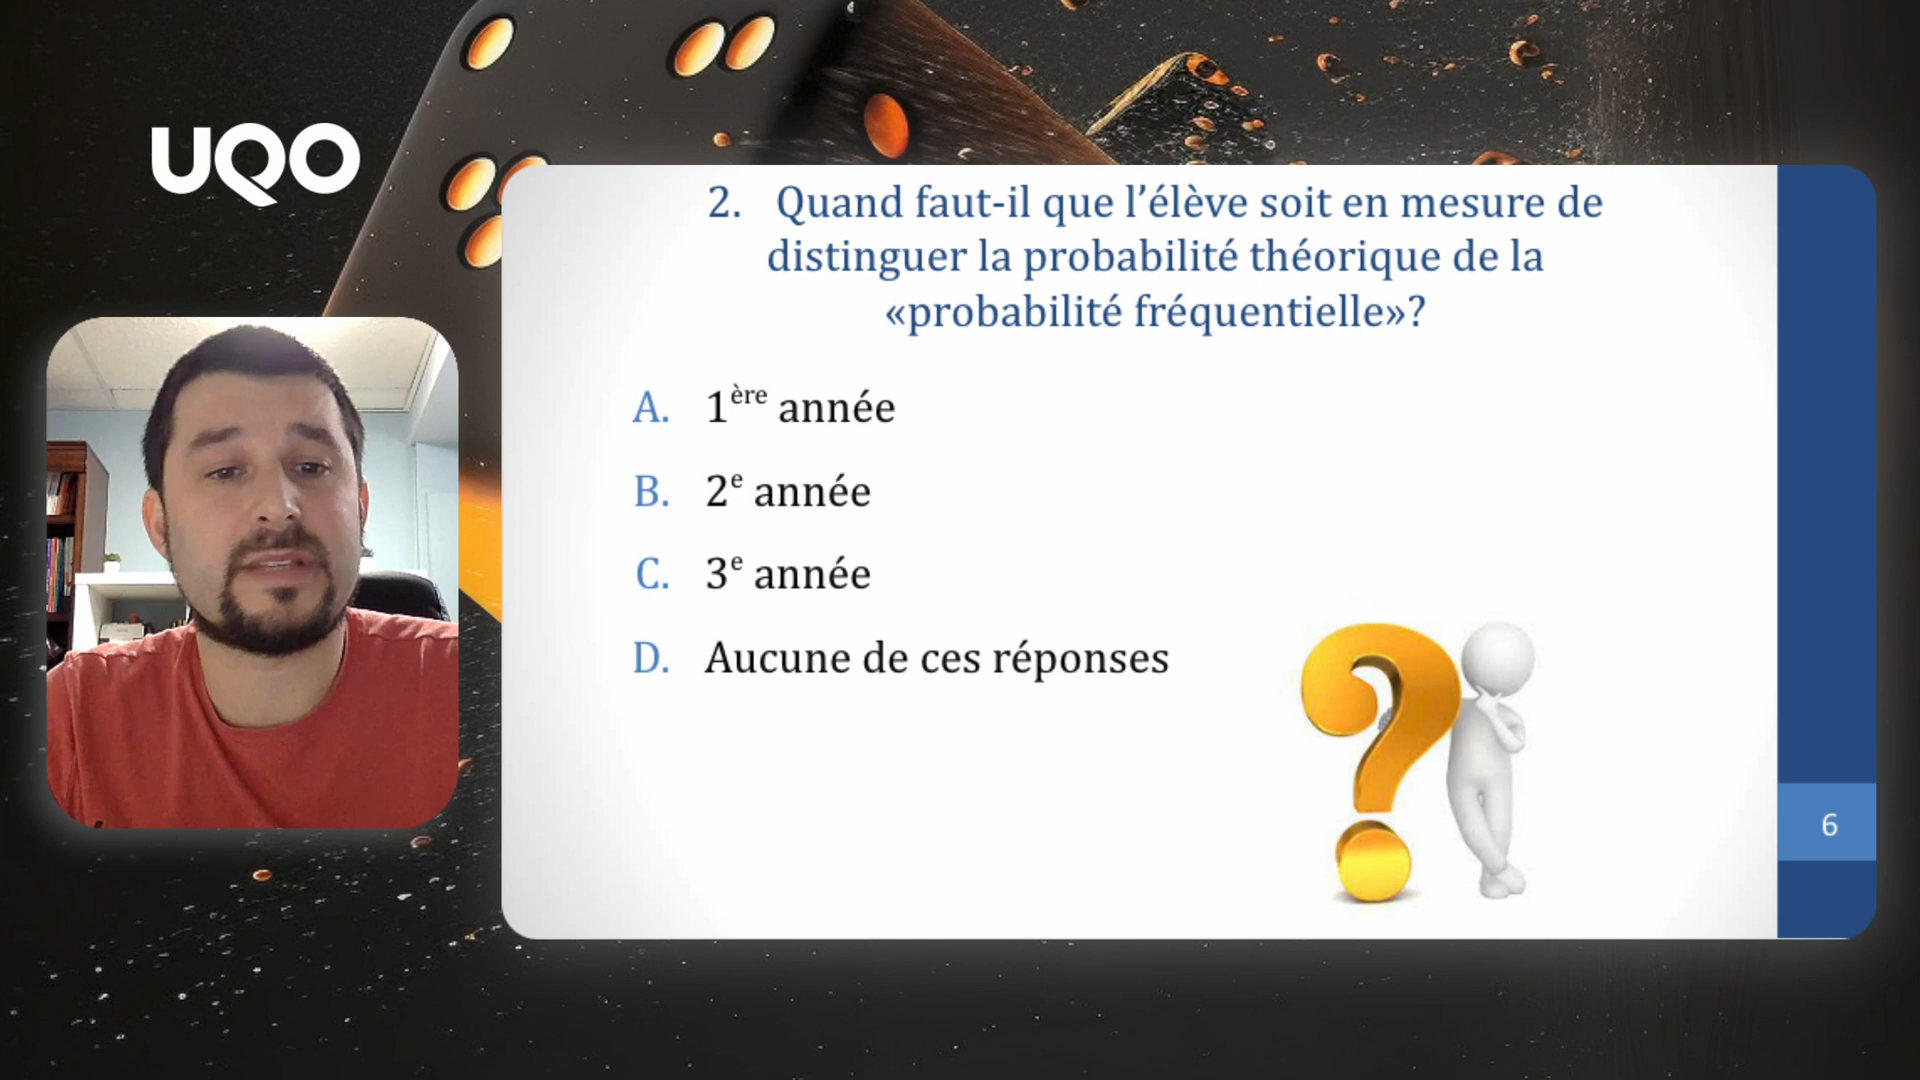 UQO
2. Quand faut-il que l’élève soit en mesure de
distinguer la probabilité théorique de la
«probabilité fréquentielle»?
A. 1ère année
B. 2e année
C. 3e année
D. Aucune de ces réponses
6